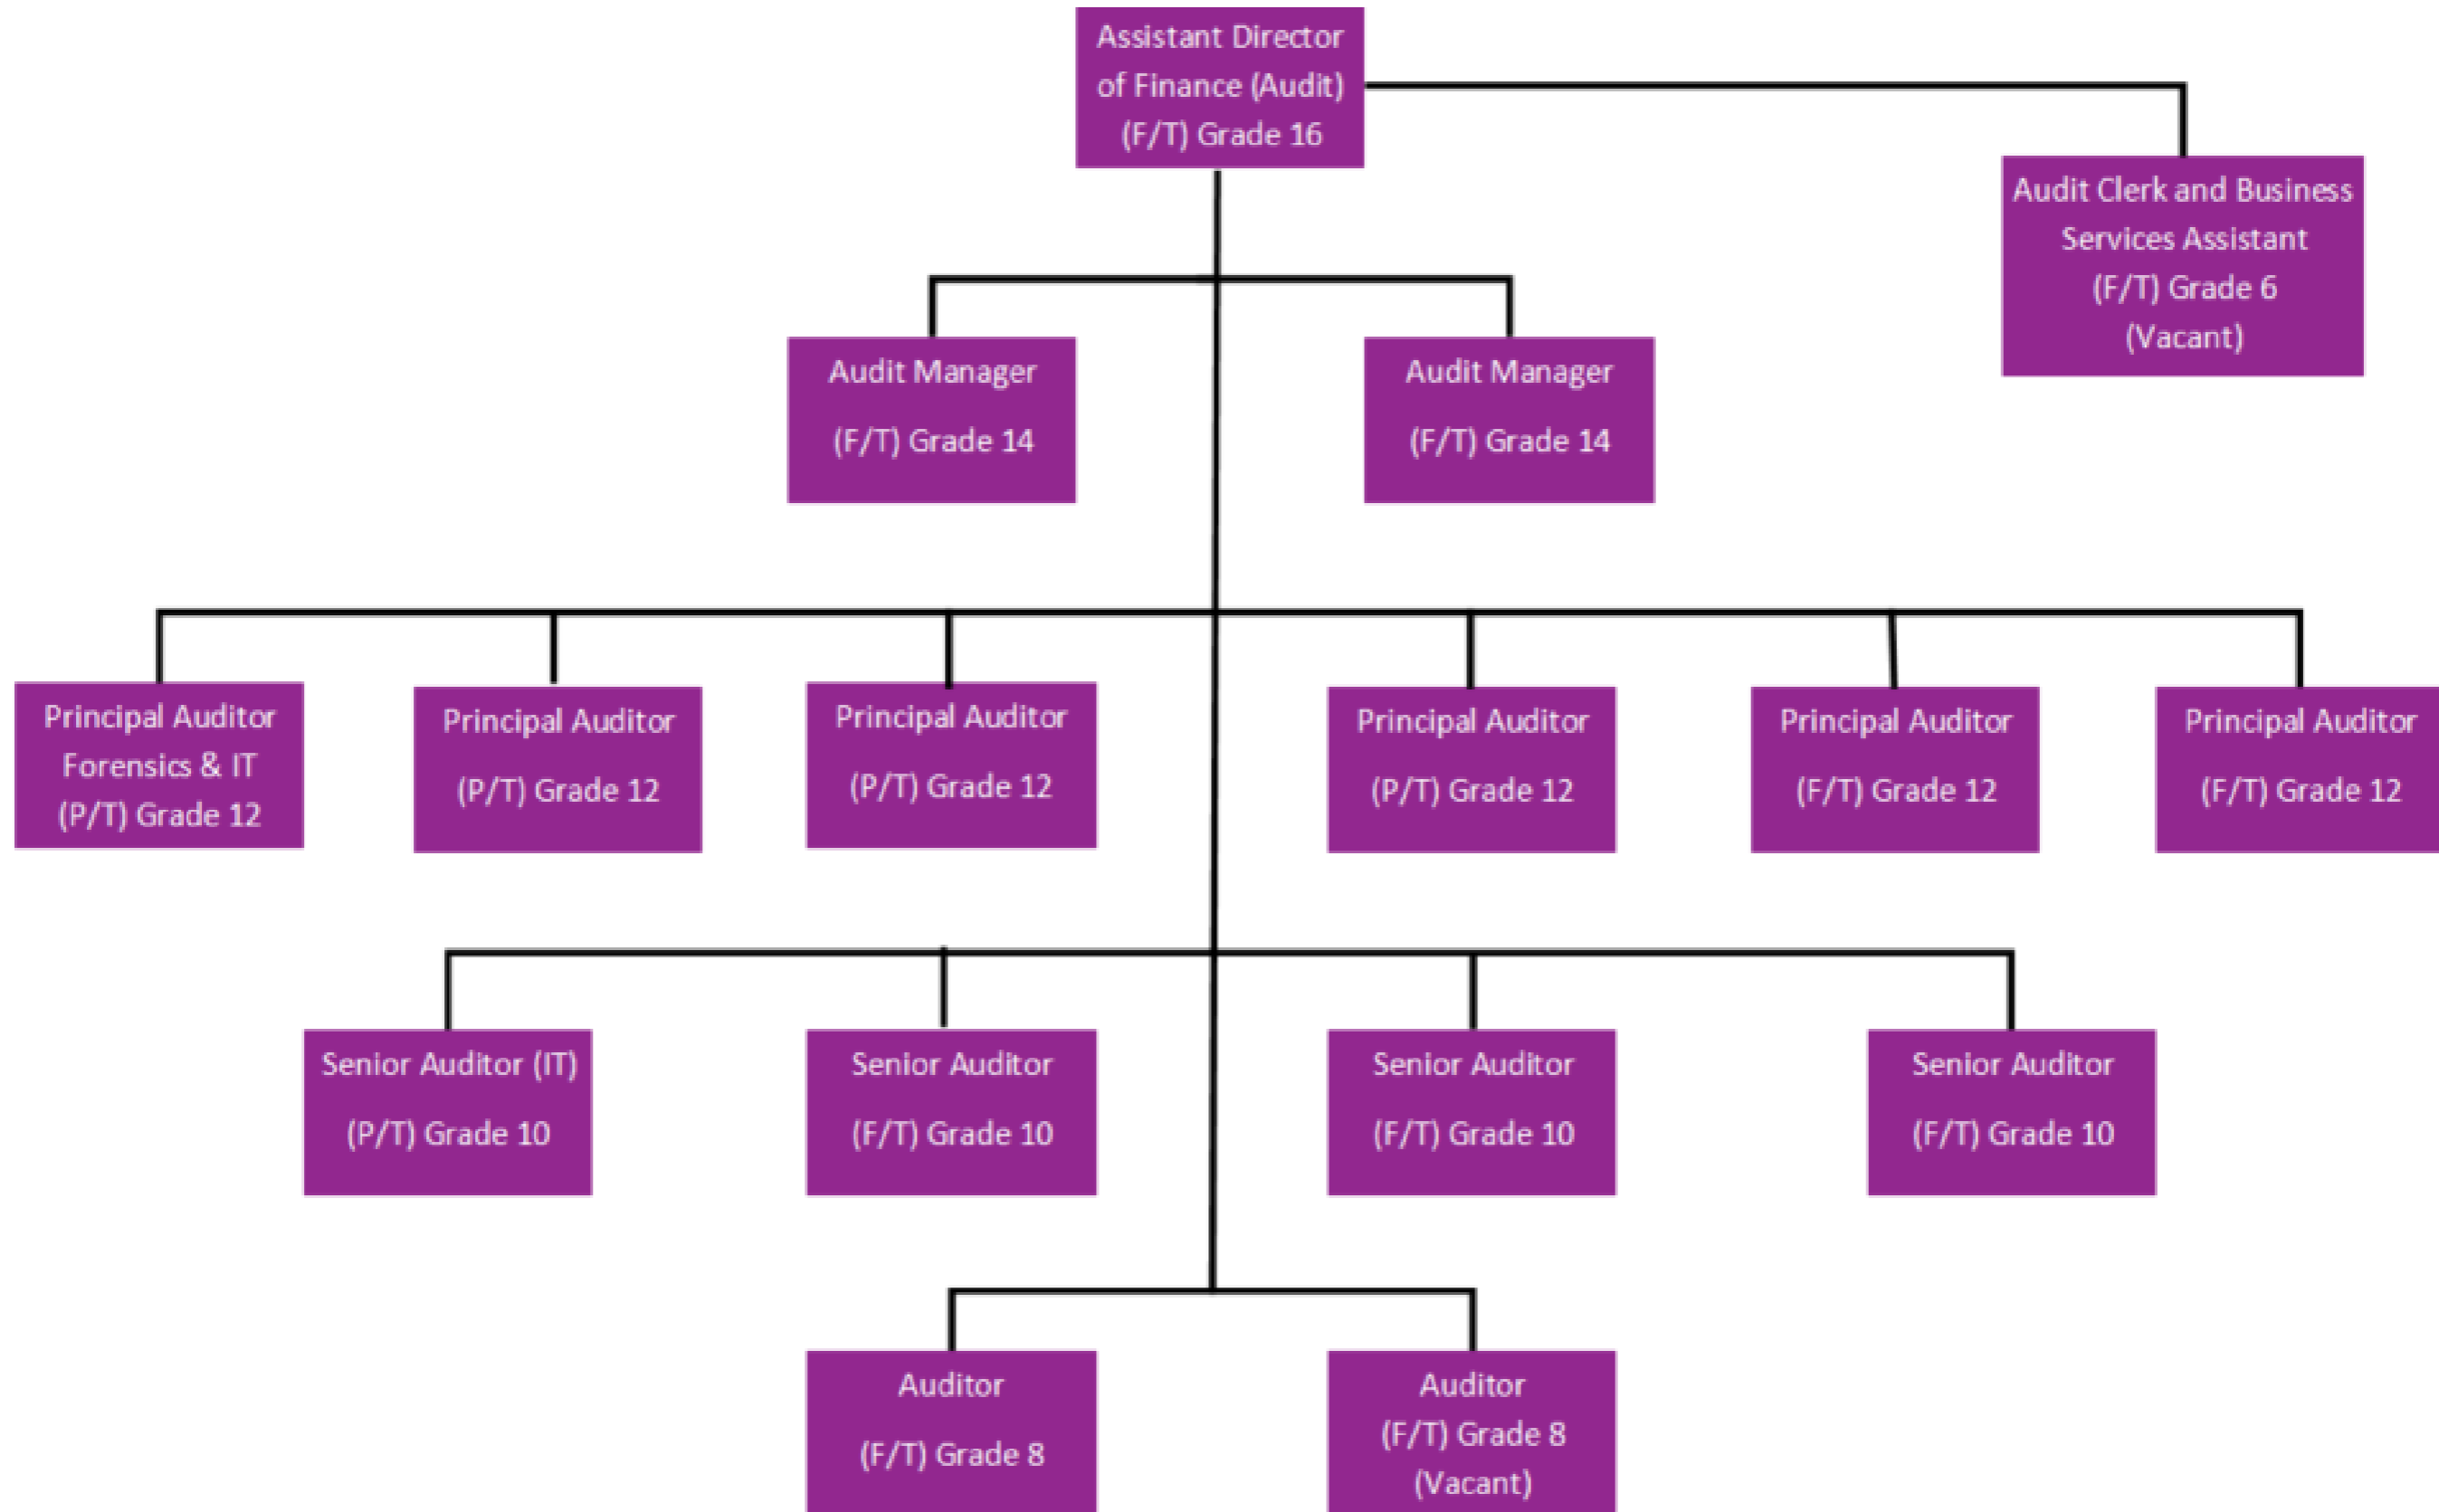 Assistant Director
of Finance (Audit)
(F/T) Grade 16
Audit Clerk and Business
Services Assistant
(F/T) Grade 6
(Vacant)
Audit Manager
(F/T) Grade 14
Audit Manager
(F/T) Grade 14
Principal Auditor
Forensics & IT
(P/T) Grade 12
Principal Auditor
(P/T) Grade 12
Principal Auditor
(P/T) Grade 12
Principal Auditor
(P/T) Grade 12
Principal Auditor
(F/T) Grade 12
Principal Auditor
(F/T) Grade 12
Senior Auditor (IT)
(P/T) Grade 10
Senior Auditor
(F/T) Grade 10
Senior Auditor
(F/T) Grade 10
Senior Auditor
(F/T) Grade 10
Auditor
(F/T) Grade 8
Auditor
(F/T) Grade 8
(Vacant)